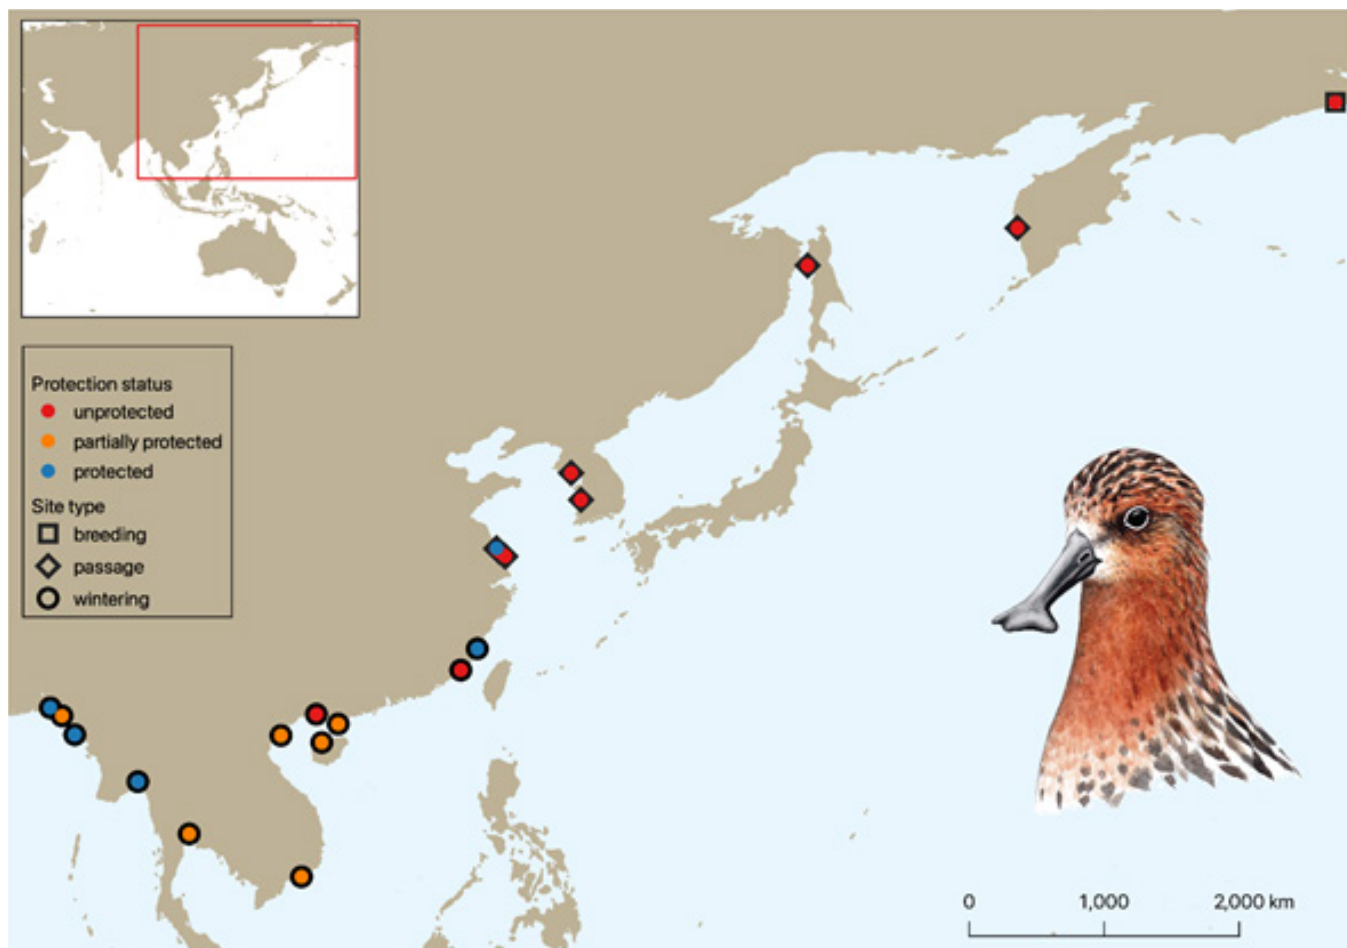 Protection status
unprotected
partially protected
protected
Site type
breeding
passage
wintering
0 1,000 2,000 km